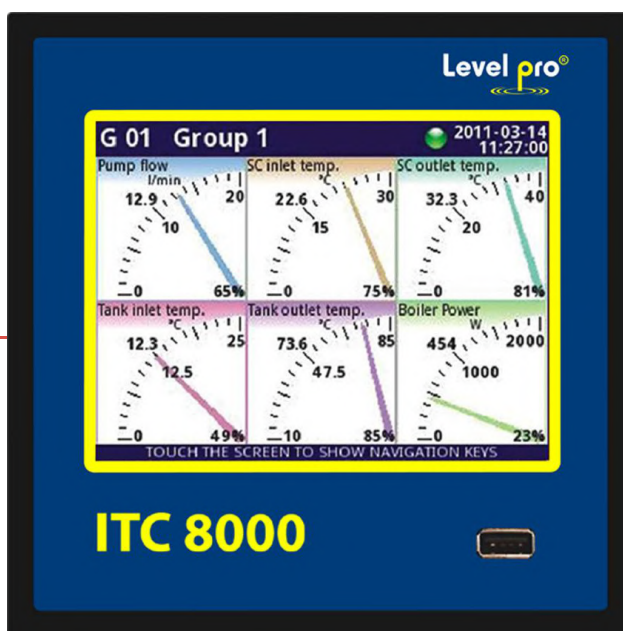 Level pro®
G 01 Group 1
2011-03-14
11:27:00
Pump flow
l/min
12.9
20
10
0
65%
SC inlet temp.
°C
22.6
30
15
0
75%
SC outlet temp.
°C
32.3
40
20
0
81%
Tank inlet temp.
°C
12.3
25
12.5
0
49%
Tank outlet temp.
°C
73.6
85
47.5
10
85%
Boiler Power
W
454
2000
1000
0
23%
TOUCH THE SCREEN TO SHOW NAVIGATION KEYS
ITC 8000